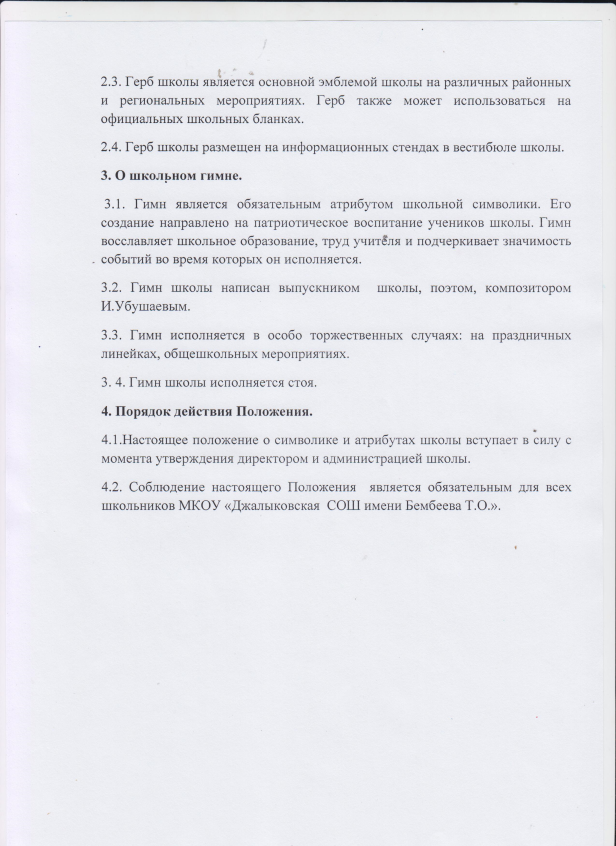 2.3. Герб школы является основной эмблемой школы на различных районных
и региональных мероприятиях. Герб также может использоваться на
официальных школьных бланках.
2.4. Герб школы размещен на информационных стендах в вестибюле школы.
3. О школьном гимне.
3.1. Гимн является обязательным атрибутом школьной символики. Его
создание направлено на патриотическое воспитание учеников школы. Гимн
восславляет школьное образование, труд учителя и подчеркивает значимость
событий во время которых он исполняется.
3.2. Гимн школы написан выпускником школы, поэтом, композитором
И.Убушаевым.
3.3. Гимн исполняется в особо торжественных случаях: на праздничных
линейках, общешкольных мероприятиях.
3. 4. Гимн школы исполняется стоя.
4. Порядок действия Положения.
4.1.Настоящее положение о символике и атрибутах школы вступает в силу с
момента утверждения директором и администрацией школы.
4.2. Соблюдение настоящего Положения является обязательным для всех
школьников МКОУ «Джалыковская СОШ имени Бембеева Т.О.».